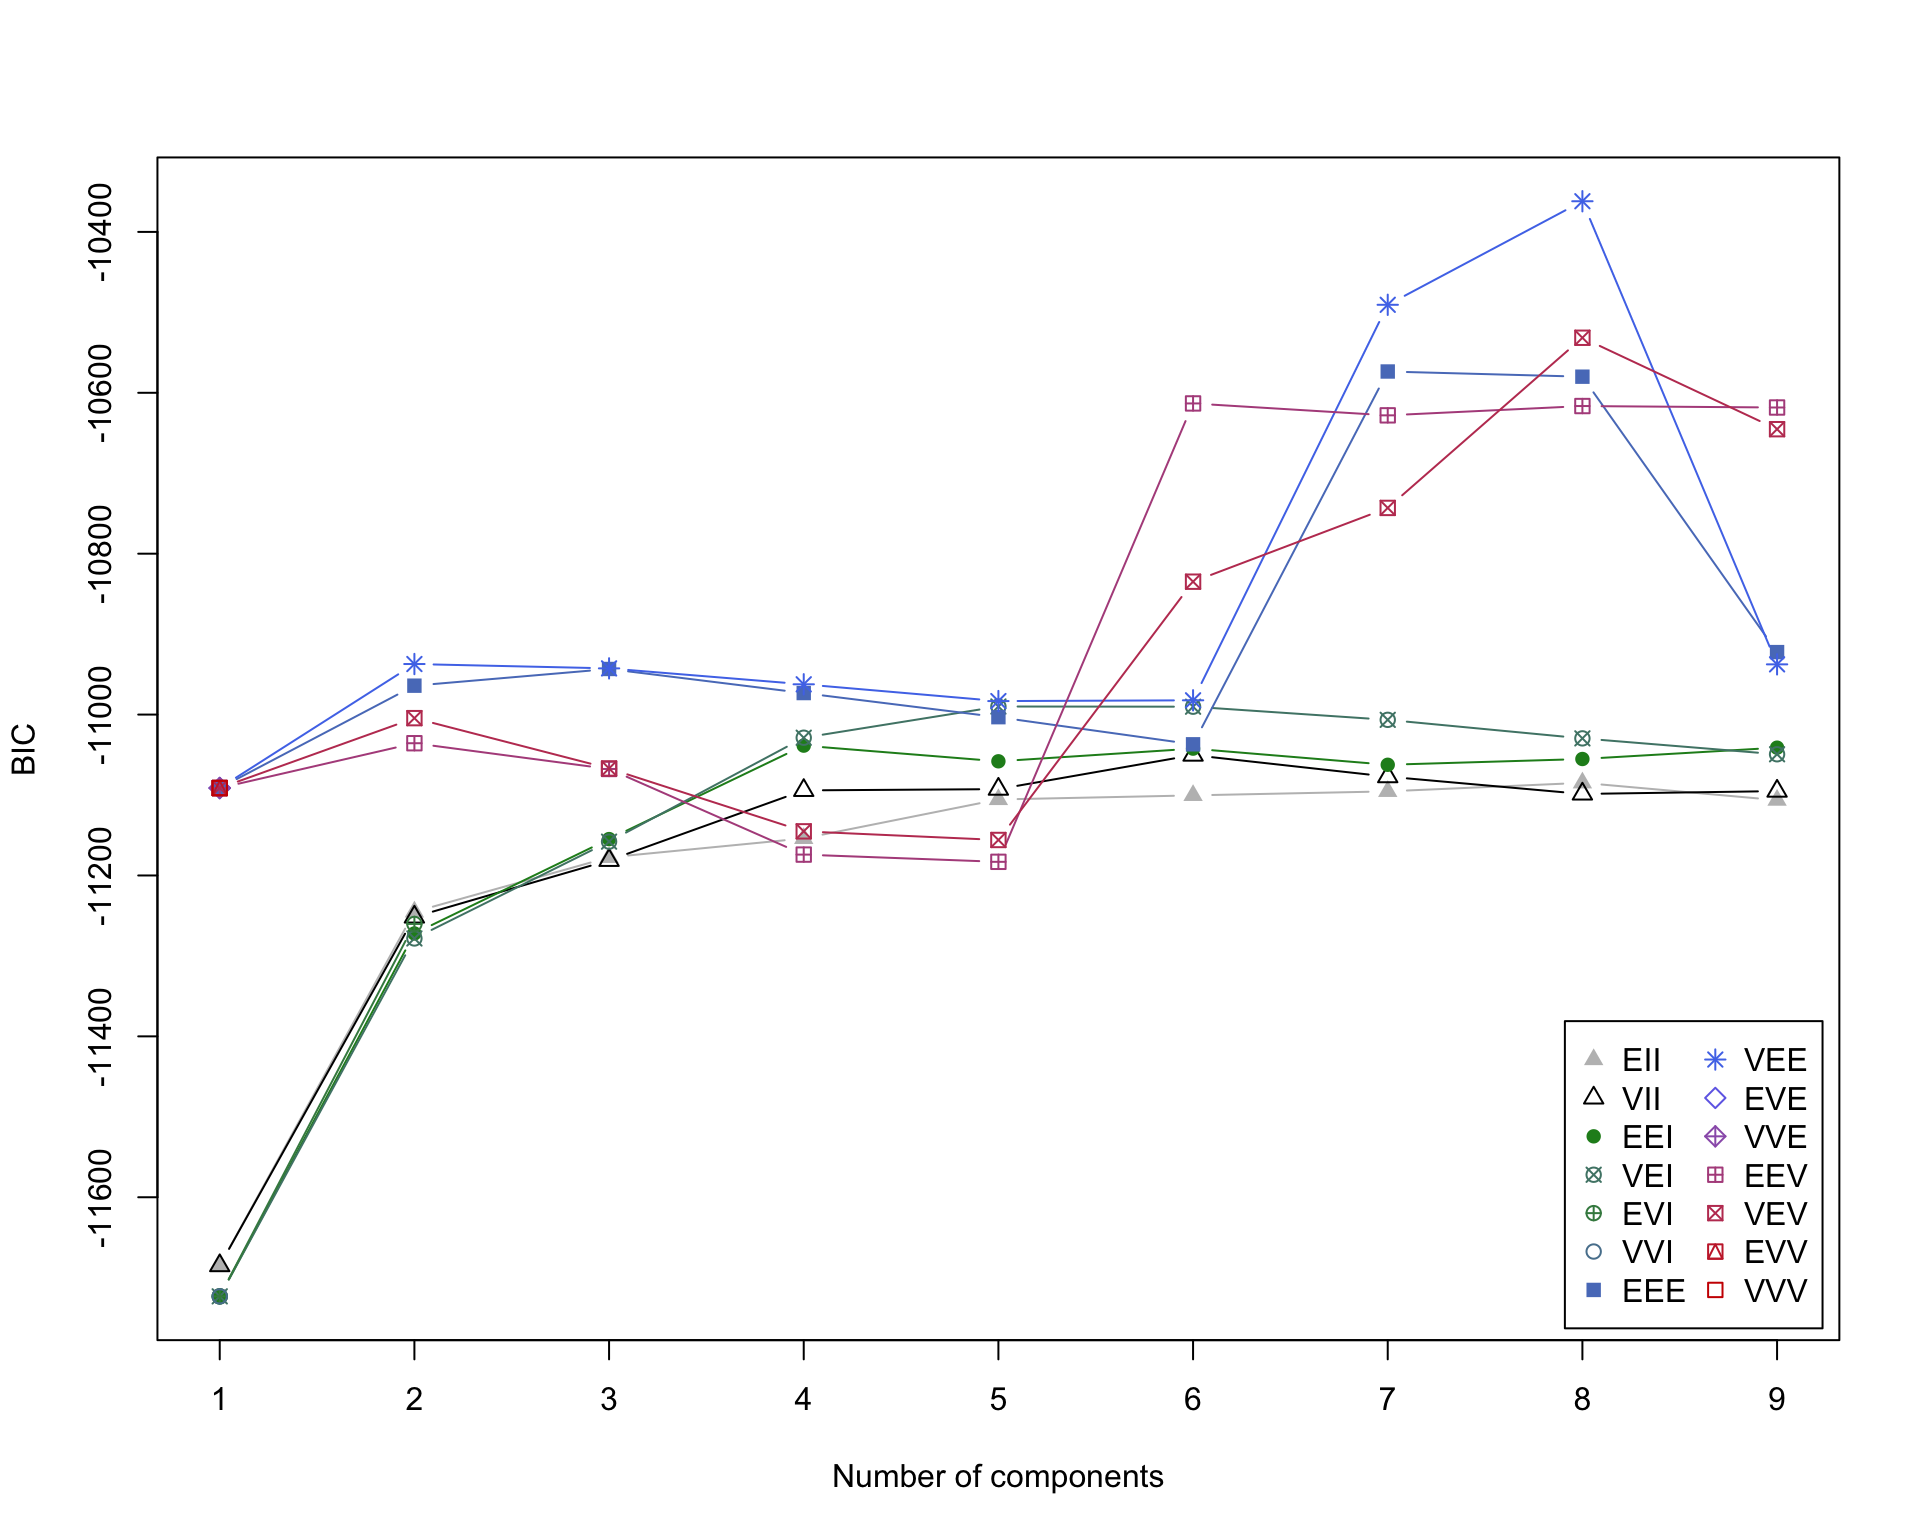 BIC
-10400
-10600
-10800
-11000
-11200
-11400
-11600
1 2 3 4 5 6 7 8 9
Number of components
EII VEE
VII EVE
EEI VVE
VEI EEV
EVI VEV
VVI EVV
EEE VVV